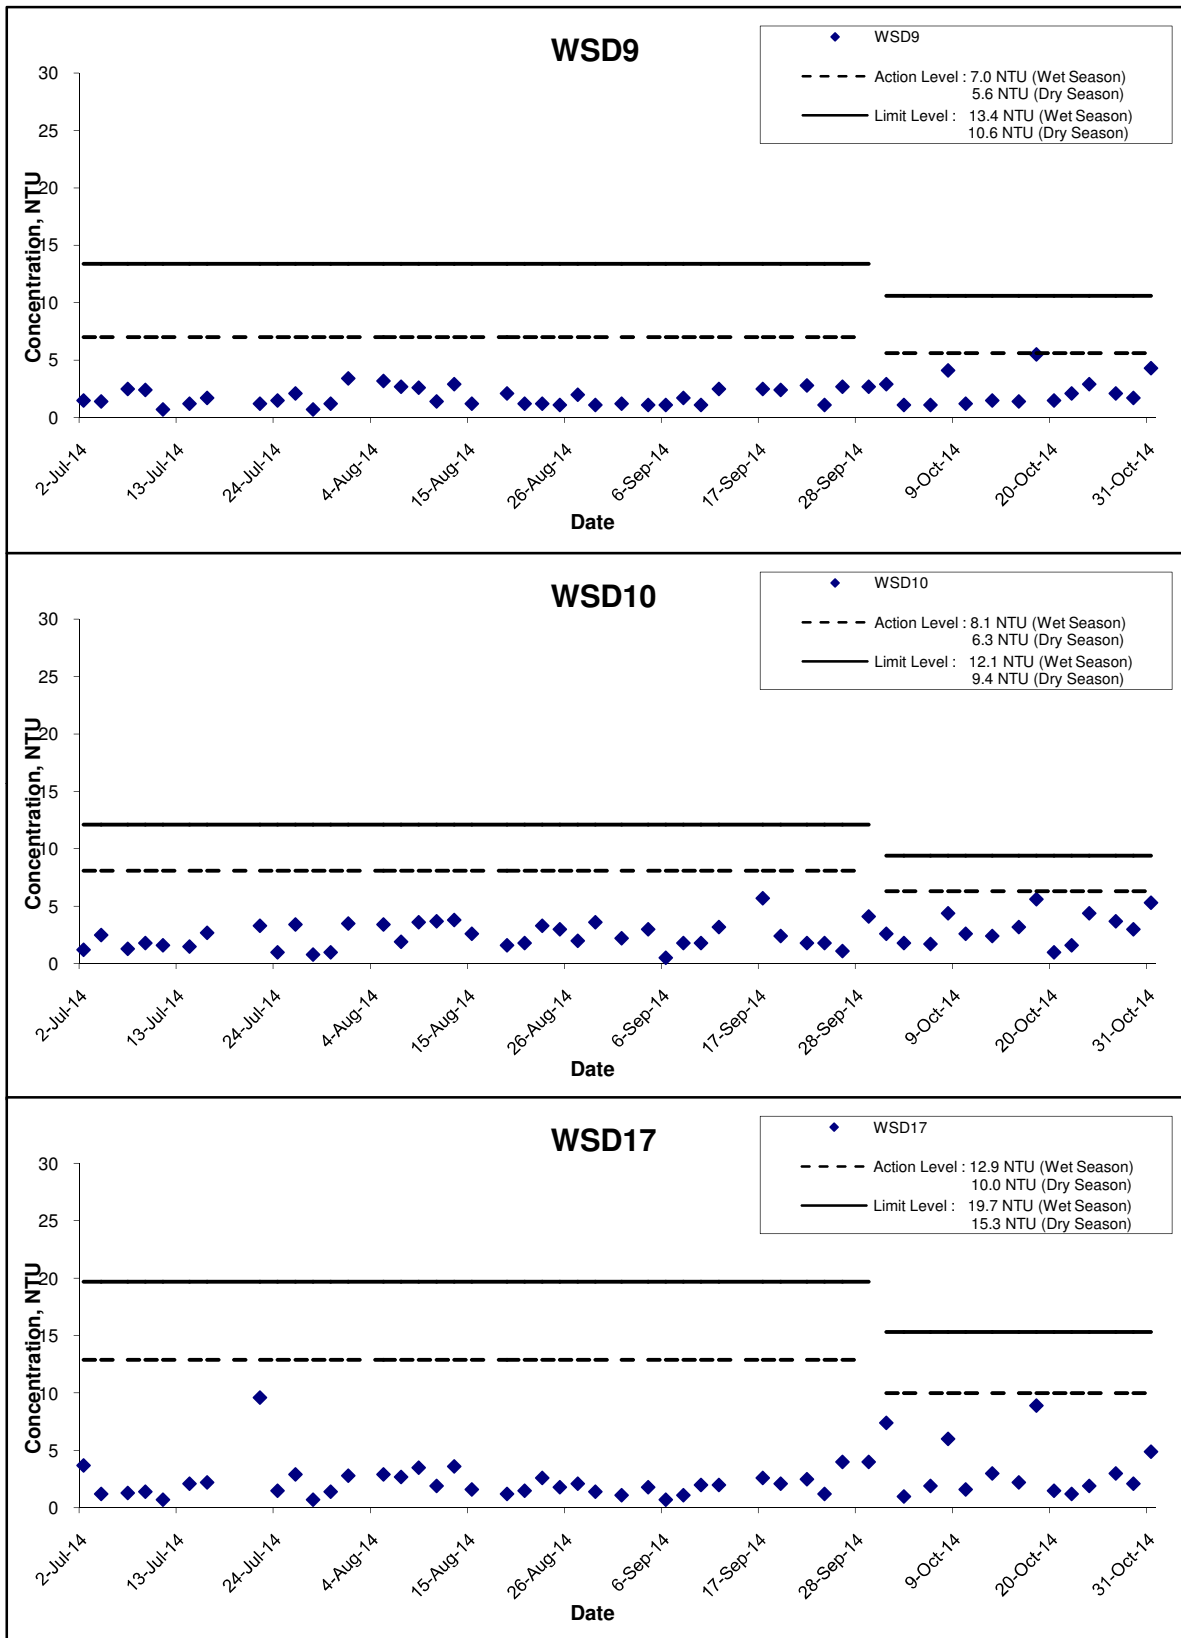 WSD9
WSD9
Action Level : 7.0 NTU (Wet Season)
5.6 NTU (Dry Season)
Limit Level : 13.4 NTU (Wet Season)
10.6 NTU (Dry Season)
Concentration, NTU
30
25
20
15
10
5
0
2-Jul-14
13-Jul-14
24-Jul-14
4-Aug-14
15-Aug-14
26-Aug-14
6-Sep-14
17-Sep-14
28-Sep-14
9-Oct-14
20-Oct-14
31-Oct-14
Date
WSD10
WSD10
Action Level : 8.1 NTU (Wet Season)
6.3 NTU (Dry Season)
Limit Level : 12.1 NTU (Wet Season)
9.4 NTU (Dry Season)
Concentration, NTU
30
25
20
15
10
5
0
2-Jul-14
13-Jul-14
24-Jul-14
4-Aug-14
15-Aug-14
26-Aug-14
6-Sep-14
17-Sep-14
28-Sep-14
9-Oct-14
20-Oct-14
31-Oct-14
Date
WSD17
WSD17
Action Level : 12.9 NTU (Wet Season)
10.0 NTU (Dry Season)
Limit Level : 19.7 NTU (Wet Season)
15.3 NTU (Dry Season)
Concentration, NTU
30
25
20
15
10
5
0
2-Jul-14
13-Jul-14
24-Jul-14
4-Aug-14
15-Aug-14
26-Aug-14
6-Sep-14
17-Sep-14
28-Sep-14
9-Oct-14
20-Oct-14
31-Oct-14
Date